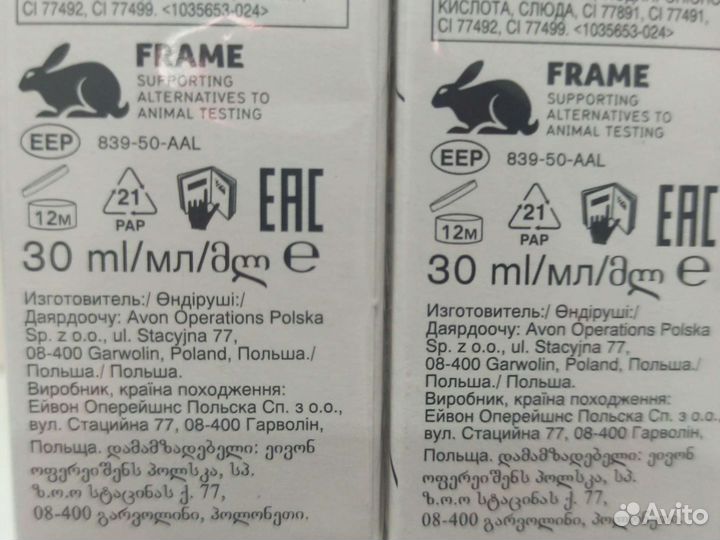 CI 77492, CI 77499. <1035653-024>
FRAME
SUPPORTING
ALTERNATIVES TO
ANIMAL TESTING
EEP 839-50-AAL
12M
21
PAP
EAC
30 ml/мл/მლ e
Изготовитель:/ Өндіруші:/
Даярдоочу: Avon Operations Polska
Sp. z o.o., ul. Stacyjna 77,
08-400 Garwolin, Poland, Польша./
Польша./ Польша.
Виробник, країна походження:
Ейвон Оперейшнс Польска Сп. з о.о.,
вул. Стаційна 77, 08-400 Гарволін,
Польща. დამამზადებელი: ეივონ
ოფერეიშენს პოლსკა, სპ.
ზ.ო.ო სტაცინას ქ. 77,
08-400 გარვოლინი, პოლონეთი.
КИСЛОТА, СЛЮДА, CI 77891, CI 77491,
CI 77492, CI 77499. <1035653-024>
FRAME
SUPPORTING
ALTERNATIVES TO
ANIMAL TESTING
EEP 839-50-AAL
12M
21
PAP
EAC
30 ml/мл/მლ e
Изготовитель:/ Өндіруші:/
Даярдоочу: Avon Operations Polska
Sp. z o.o., ul. Stacyjna 77,
08-400 Garwolin, Poland, Польша./
Польша./ Польша.
Виробник, країна походження:
Ейвон Оперейшнс Польска Сп. з о.о.,
вул. Стаційна 77, 08-400 Гарволін,
Польща. დამამზადებელი: ეივონ
ოფერეიშენს პოლსკა, სპ.
ზ.ო.ო სტაცინას ქ. 77,
08-400 გარვოლინი,
Avito